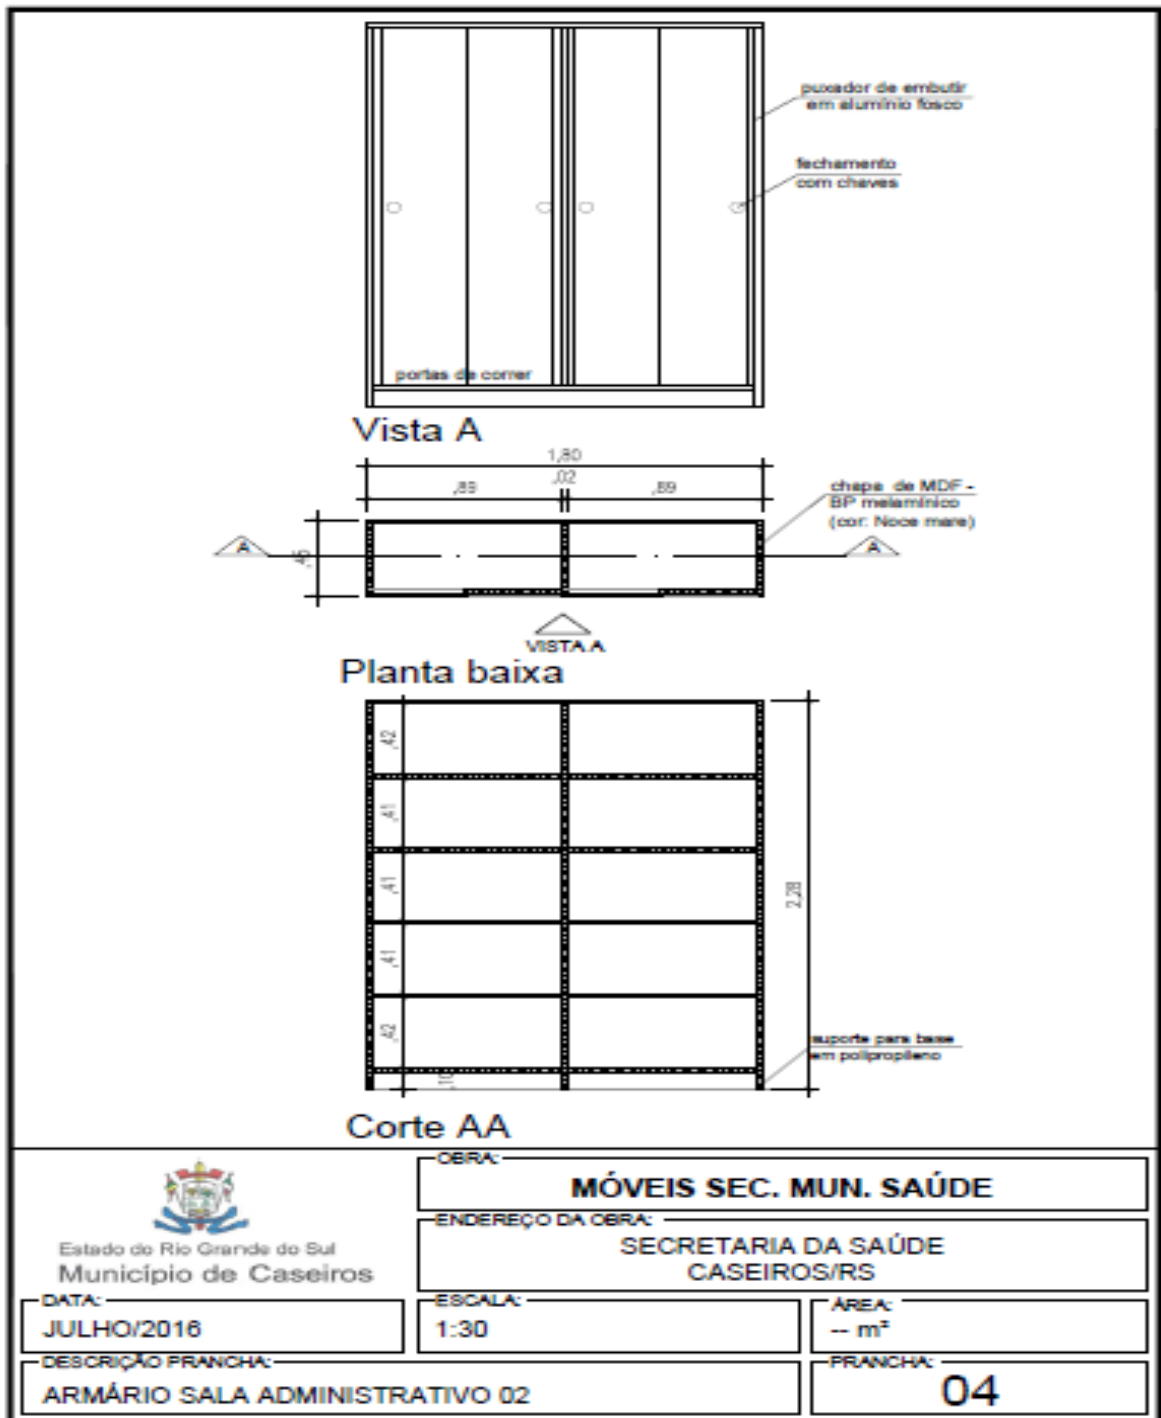 puxador de embutir
em alumínio fosco
fechamento
com chaves
portas de correr
Vista A
1,80
,02
,89
,89
chapa de MDF -
BP melamínico
(cor: Noce mare)
A
A
,45
VISTA A
Planta baixa
,42
,41
,41
,41
,42
,10
2,28
suporte para base
em polipropileno
Corte AA
Estado do Rio Grande do Sul
Município de Caseiros
OBRA:
MÓVEIS SEC. MUN. SAÚDE
ENDEREÇO DA OBRA:
SECRETARIA DA SAÚDE
CASEIROS/RS
DATA:
JULHO/2016
ESCALA:
1:30
ÁREA:
-- m²
DESCRIÇÃO PRANCHA:
ARMÁRIO SALA ADMINISTRATIVO 02
PRANCHA:
04